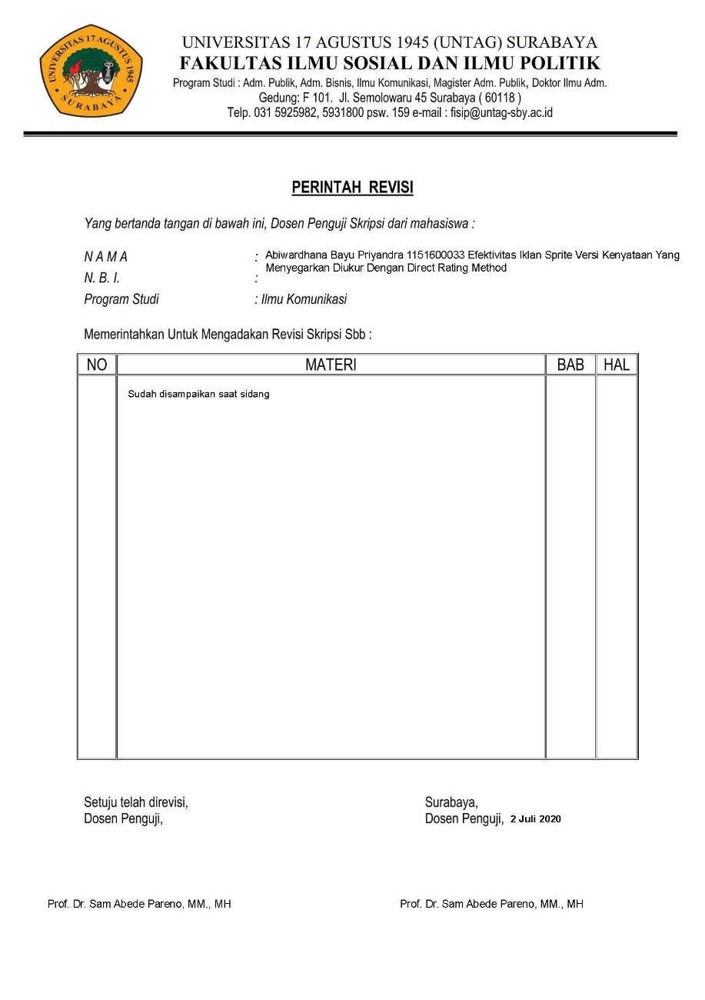 UNIVERSITAS 17 AGUSTUS 1945
SURABAYA
UNIVERSITAS 17 AGUSTUS 1945 (UNTAG) SURABAYA
FAKULTAS ILMU SOSIAL DAN ILMU POLITIK
Program Studi : Adm. Publik, Adm. Bisnis, Ilmu Komunikasi, Magister Adm. Publik, Doktor Ilmu Adm.
Gedung: F 101. Jl. Semolowaru 45 Surabaya ( 60118 )
Telp. 031 5925982, 5931800 psw. 159 e-mail : fisip@untag-sby.ac.id
PERINTAH REVISI
Yang bertanda tangan di bawah ini, Dosen Penguji Skripsi dari mahasiswa :
N A M A : Abiwardhana Bayu Priyandra 1151600033 Efektivitas Iklan Sprite Versi Kenyataan Yang
Menyegarkan Diukur Dengan Direct Rating Method
N. B. I. :
Program Studi : Ilmu Komunikasi
Memerintahkan Untuk Mengadakan Revisi Skripsi Sbb :
NO MATERI BAB HAL
Sudah disampaikan saat sidang
Setuju telah direvisi, Surabaya,
Dosen Penguji, Dosen Penguji, 2 Juli 2020
Prof. Dr. Sam Abede Pareno, MM., MH Prof. Dr. Sam Abede Pareno, MM., MH